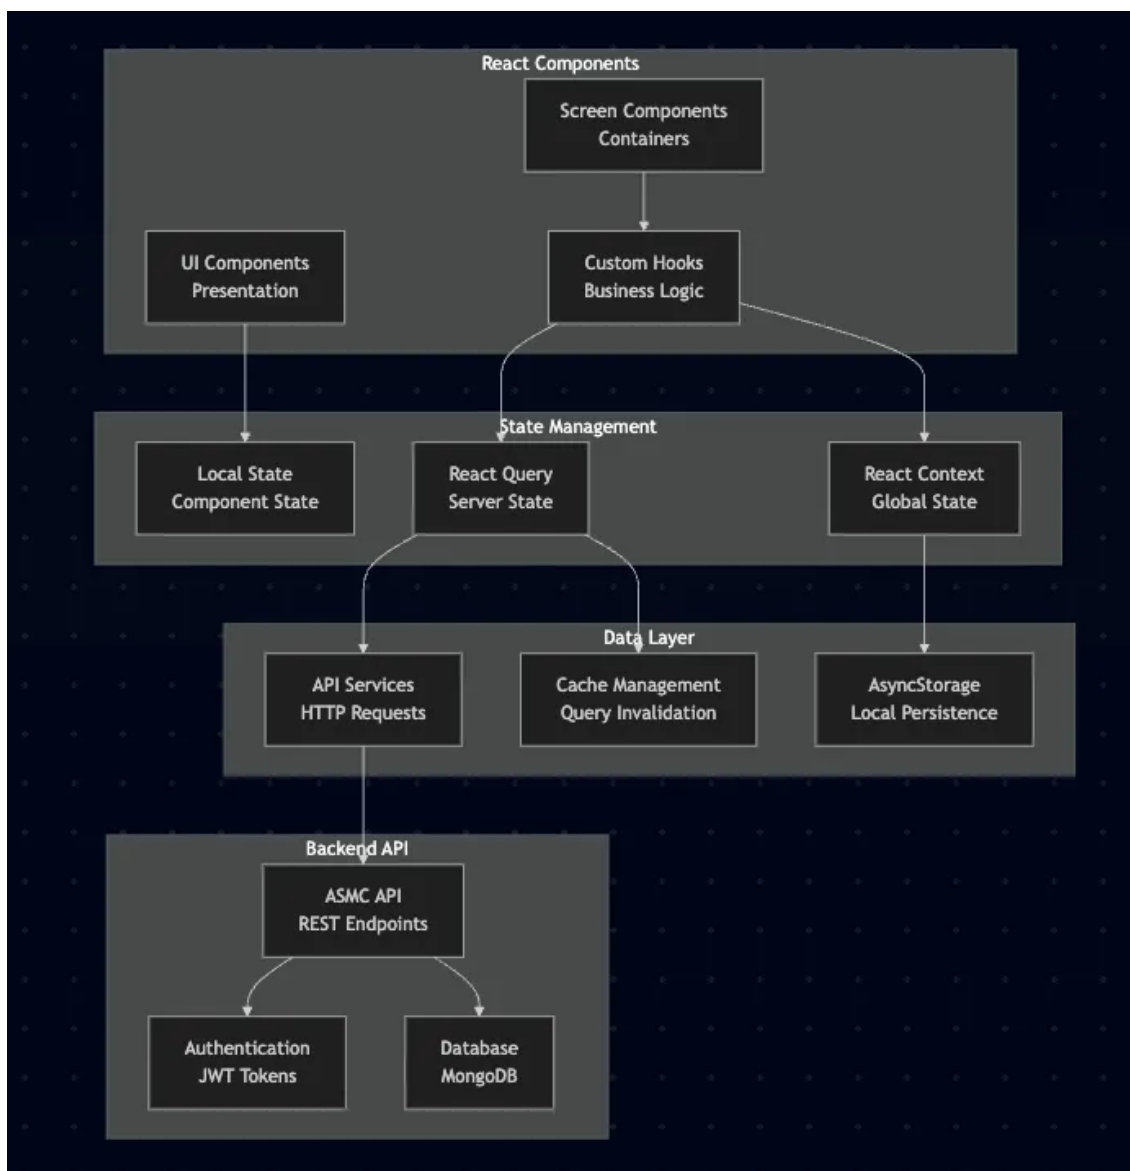 React Components
Screen Components
Containers
UI Components
Presentation
Custom Hooks
Business Logic
State Management
Local State
Component State
React Query
Server State
React Context
Global State
Data Layer
API Services
HTTP Requests
Cache Management
Query Invalidation
AsyncStorage
Local Persistence
Backend API
ASMC API
REST Endpoints
Authentication
JWT Tokens
Database
MongoDB